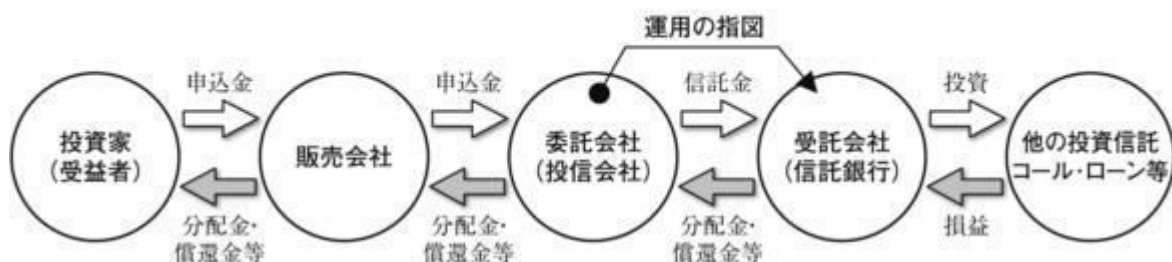 運用の指図
申込金
申込金
信託金
投資
投資家
(受益者)
販売会社
委託会社
(投信会社)
受託会社
(信託銀行)
他の投資信託
コール・ローン等
分配金・
償還金等
分配金・
償還金等
分配金・
償還金等
損益